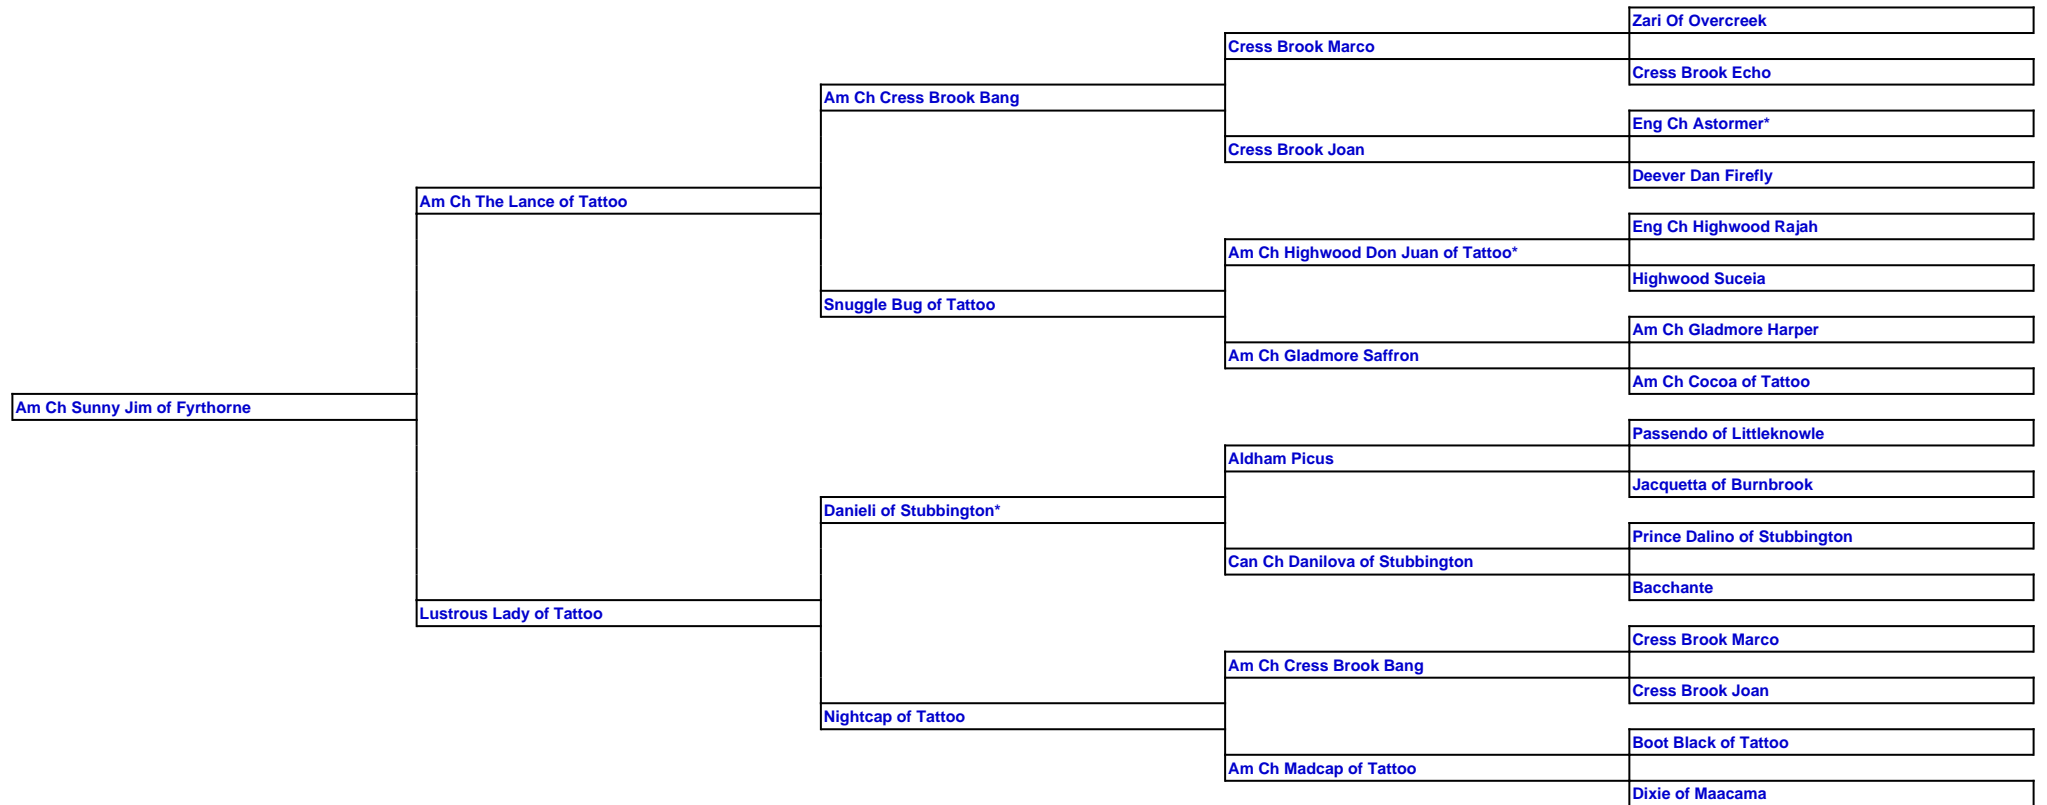 Zari Of Overcreek
Cress Brook Marco
Cress Brook Echo
Am Ch Cress Brook Bang
Eng Ch Astormer*
Cress Brook Joan
Deever Dan Firefly
Am Ch The Lance of Tattoo
Eng Ch Highwood Rajah
Am Ch Highwood Don Juan of Tattoo*
Highwood Suceia
Snuggle Bug of Tattoo
Am Ch Gladmore Harper
Am Ch Gladmore Saffron
Am Ch Cocoa of Tattoo
Am Ch Sunny Jim of Fyrthorne
Passendo of Littleknowle
Aldham Picus
Jacquetta of Burnbrook
Danieli of Stubbington*
Prince Dalino of Stubbington
Can Ch Danilova of Stubbington
Bacchante
Lustrous Lady of Tattoo
Cress Brook Marco
Am Ch Cress Brook Bang
Cress Brook Joan
Nightcap of Tattoo
Boot Black of Tattoo
Am Ch Madcap of Tattoo
Dixie of Maacama